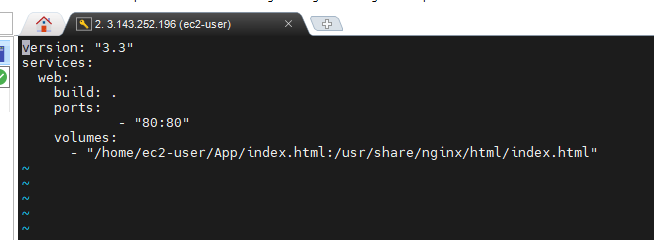 2. 3.143.252.196 (ec2-user)
version: "3.3"
services:
  web:
    build: .
    ports:
            - "80:80"
    volumes:
      - "/home/ec2-user/App/index.html:/usr/share/nginx/html/index.html"
~
~
~
~
~